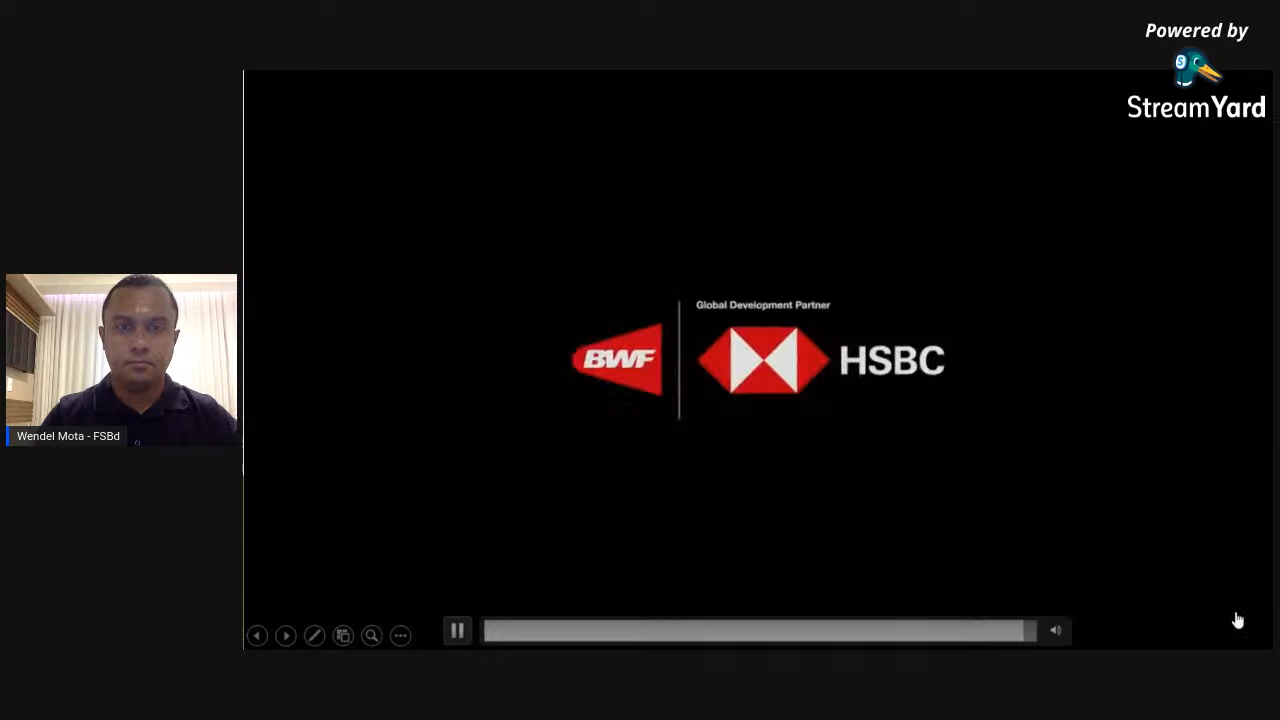 Powered by
StreamYard
Global Development Partner
BWF
HSBC
Wendel Mota - FSBd